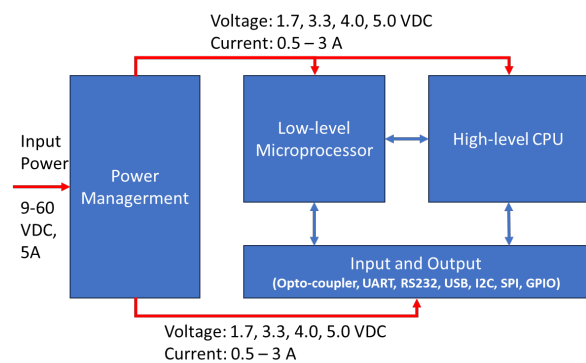 Voltage: 1.7, 3.3, 4.0, 5.0 VDC
Current: 0.5 – 3 A
Input
Power
9-60
VDC,
5A
Power
Managerment
Low-level
Microprocessor
High-level CPU
Input and Output
(Opto-coupler, UART, RS232, USB, I2C, SPI, GPIO)
Voltage: 1.7, 3.3, 4.0, 5.0 VDC
Current: 0.5 – 3 A